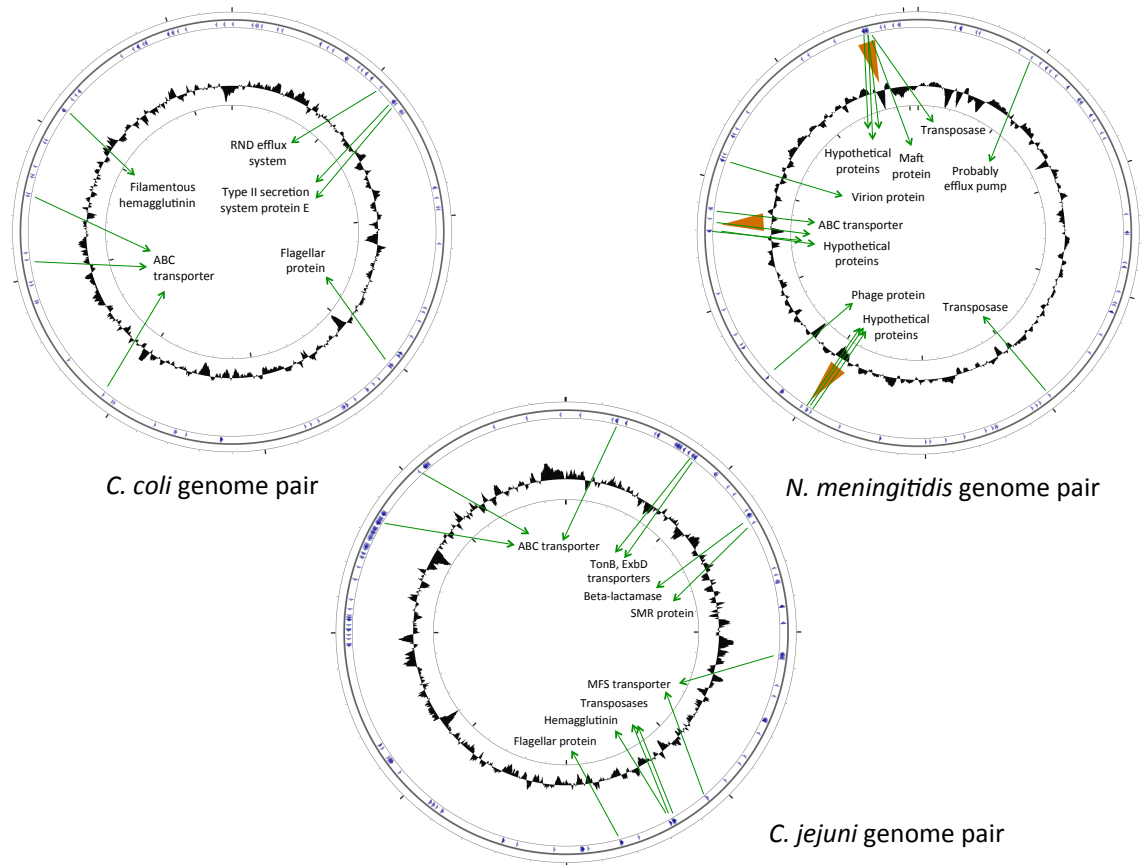 RND efflux
system
Filamentous
hemagglutinin
Type II secretion
system protein E
ABC
transporter
Flagellar
protein
C. coli genome pair
Transposase
Hypothetical
proteins
Maft
protein
Probably
efflux pump
Virion protein
ABC transporter
Hypothetical
proteins
Phage protein
Transposase
Hypothetical
proteins
N. meningitidis genome pair
ABC transporter
TonB, ExbD
transporters
Beta-lactamase
SMR protein
MFS transporter
Transposases
Hemagglutinin
Flagellar protein
C. jejuni genome pair